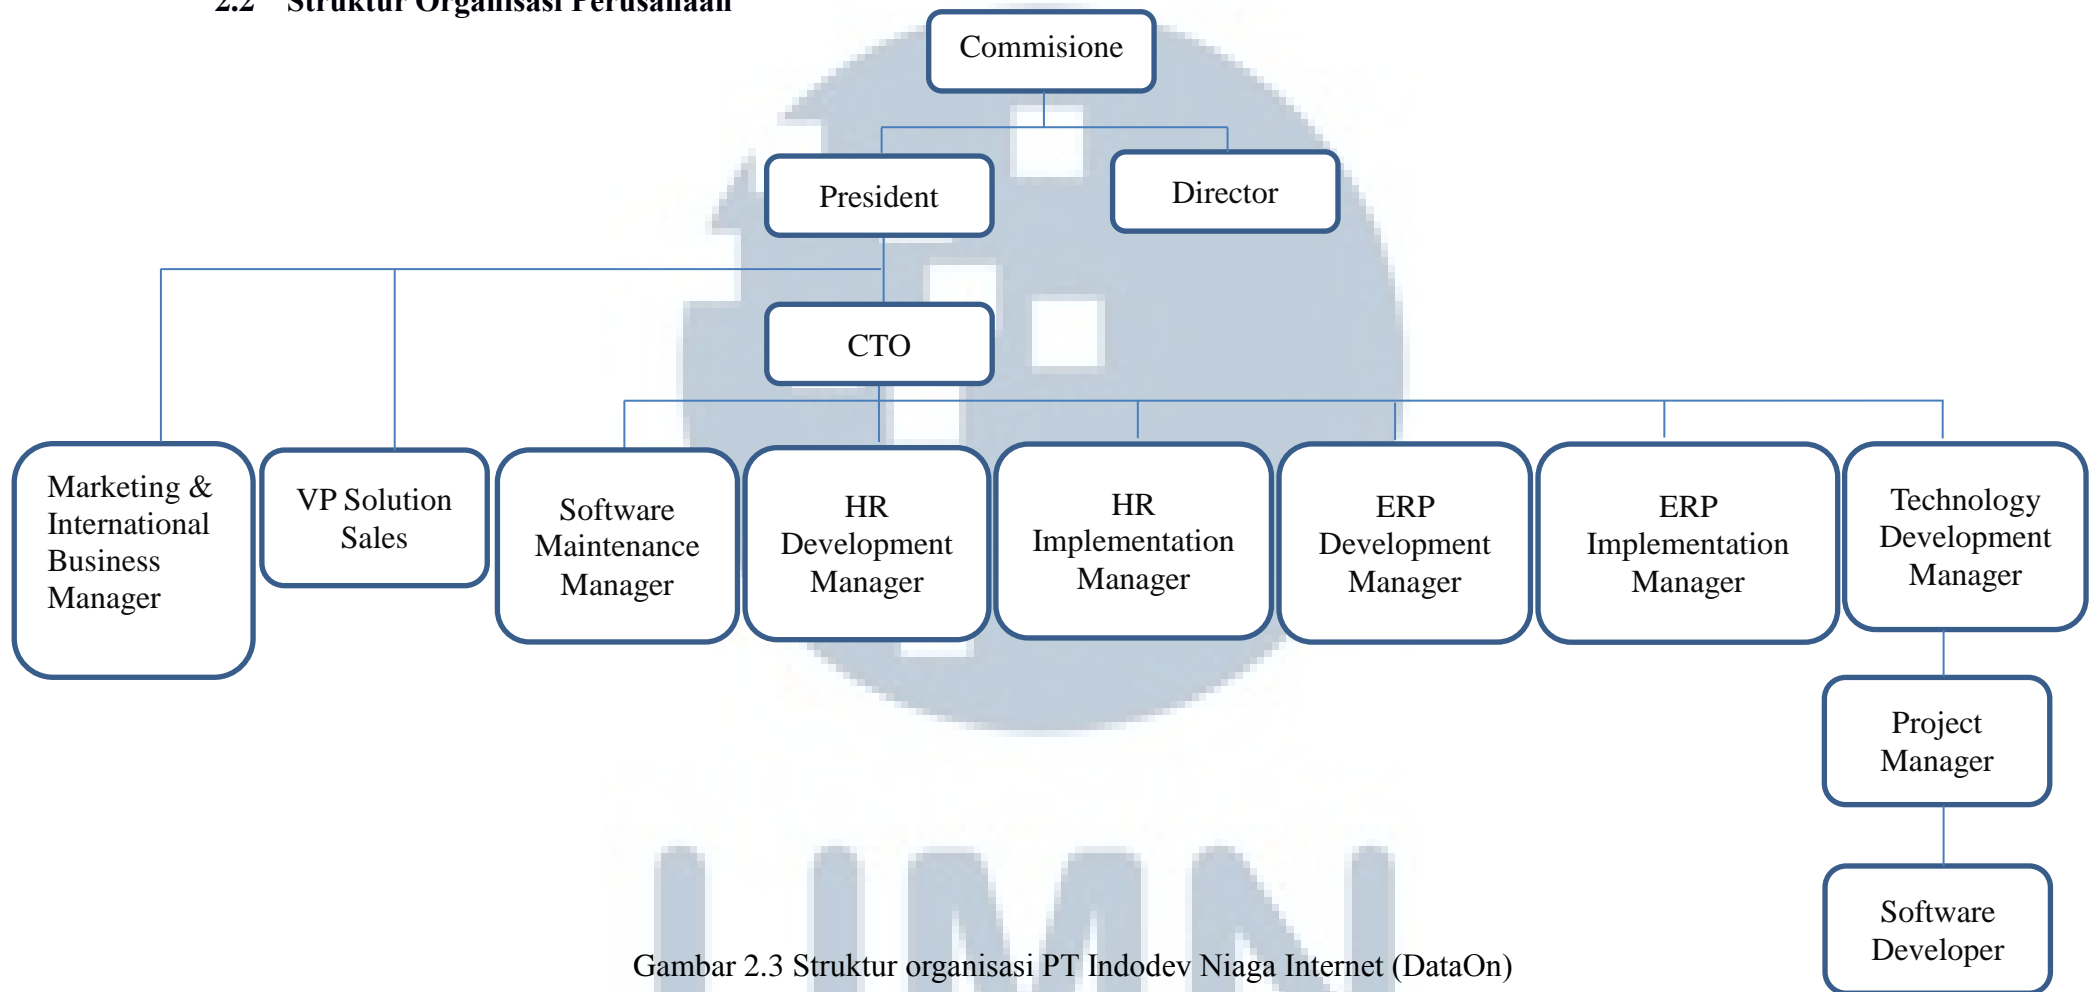 2.2 Struktur Organisasi Perusahaan
Commisione
President
Director
CTO
Marketing &
International
Business
Manager
VP Solution
Sales
Software
Maintenance
Manager
HR
Development
Manager
HR
Implementation
Manager
ERP
Development
Manager
ERP
Implementation
Manager
Technology
Development
Manager
Project
Manager
Software
Developer
UMN
Gambar 2.3 Struktur organisasi PT Indodev Niaga Internet (DataOn)